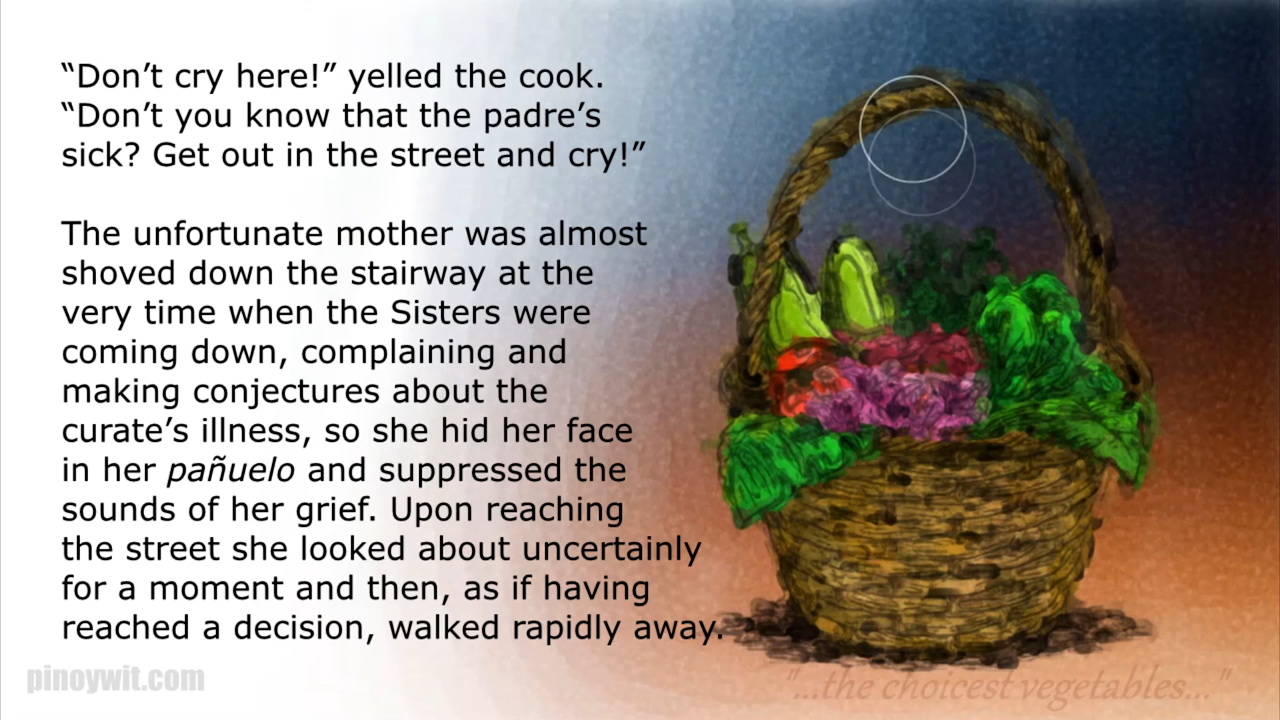 “Don’t cry here!” yelled the cook.
“Don’t you know that the padre’s
sick? Get out in the street and cry!”
The unfortunate mother was almost
shoved down the stairway at the
very time when the Sisters were
coming down, complaining and
making conjectures about the
curate’s illness, so she hid her face
in her pañuelo and suppressed the
sounds of her grief. Upon reaching
the street she looked about uncertainly
for a moment and then, as if having
reached a decision, walked rapidly away.
pinoywit.com
"...the choicest vegetables..."